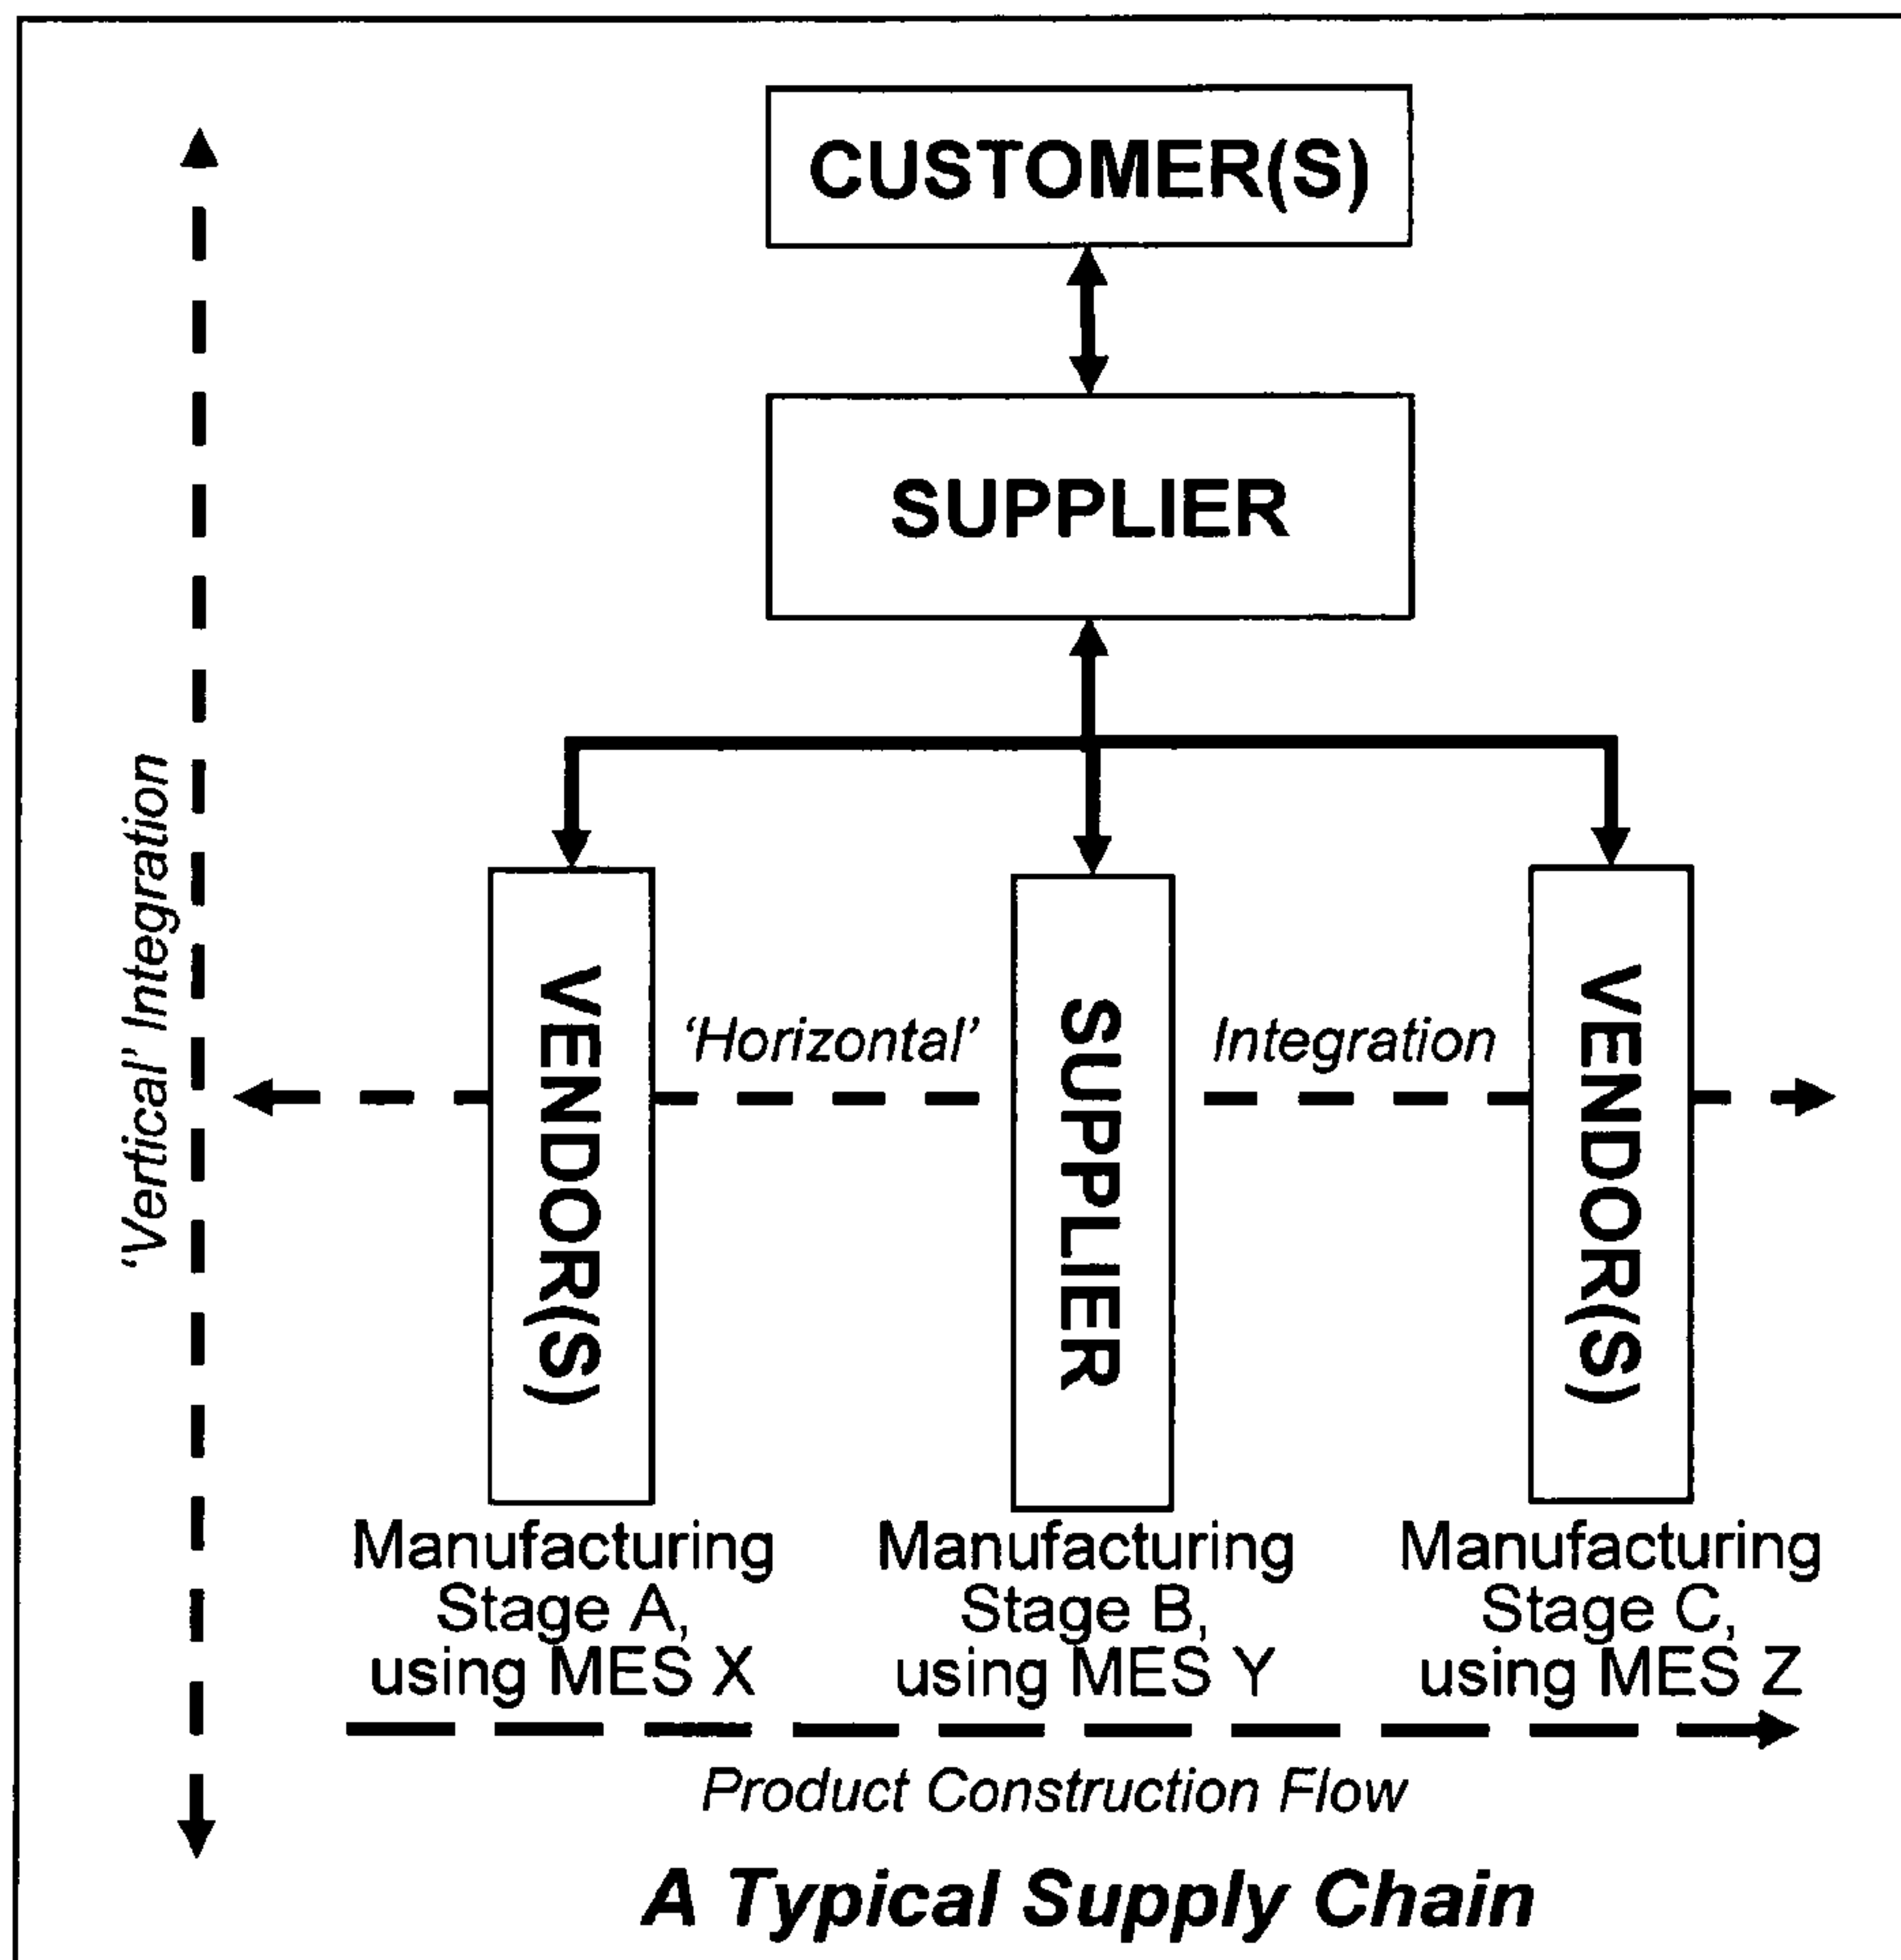 CUSTOMER(S)
SUPPLIER
'Vertical' Integration
VENDOR(S)
‘Horizontal’
SUPPLIER
Integration
VENDOR(S)
Manufacturing
Stage A,
using MES X
Manufacturing
Stage B,
using MES Y
Manufacturing
Stage C,
using MES Z
Product Construction Flow
A Typical Supply Chain